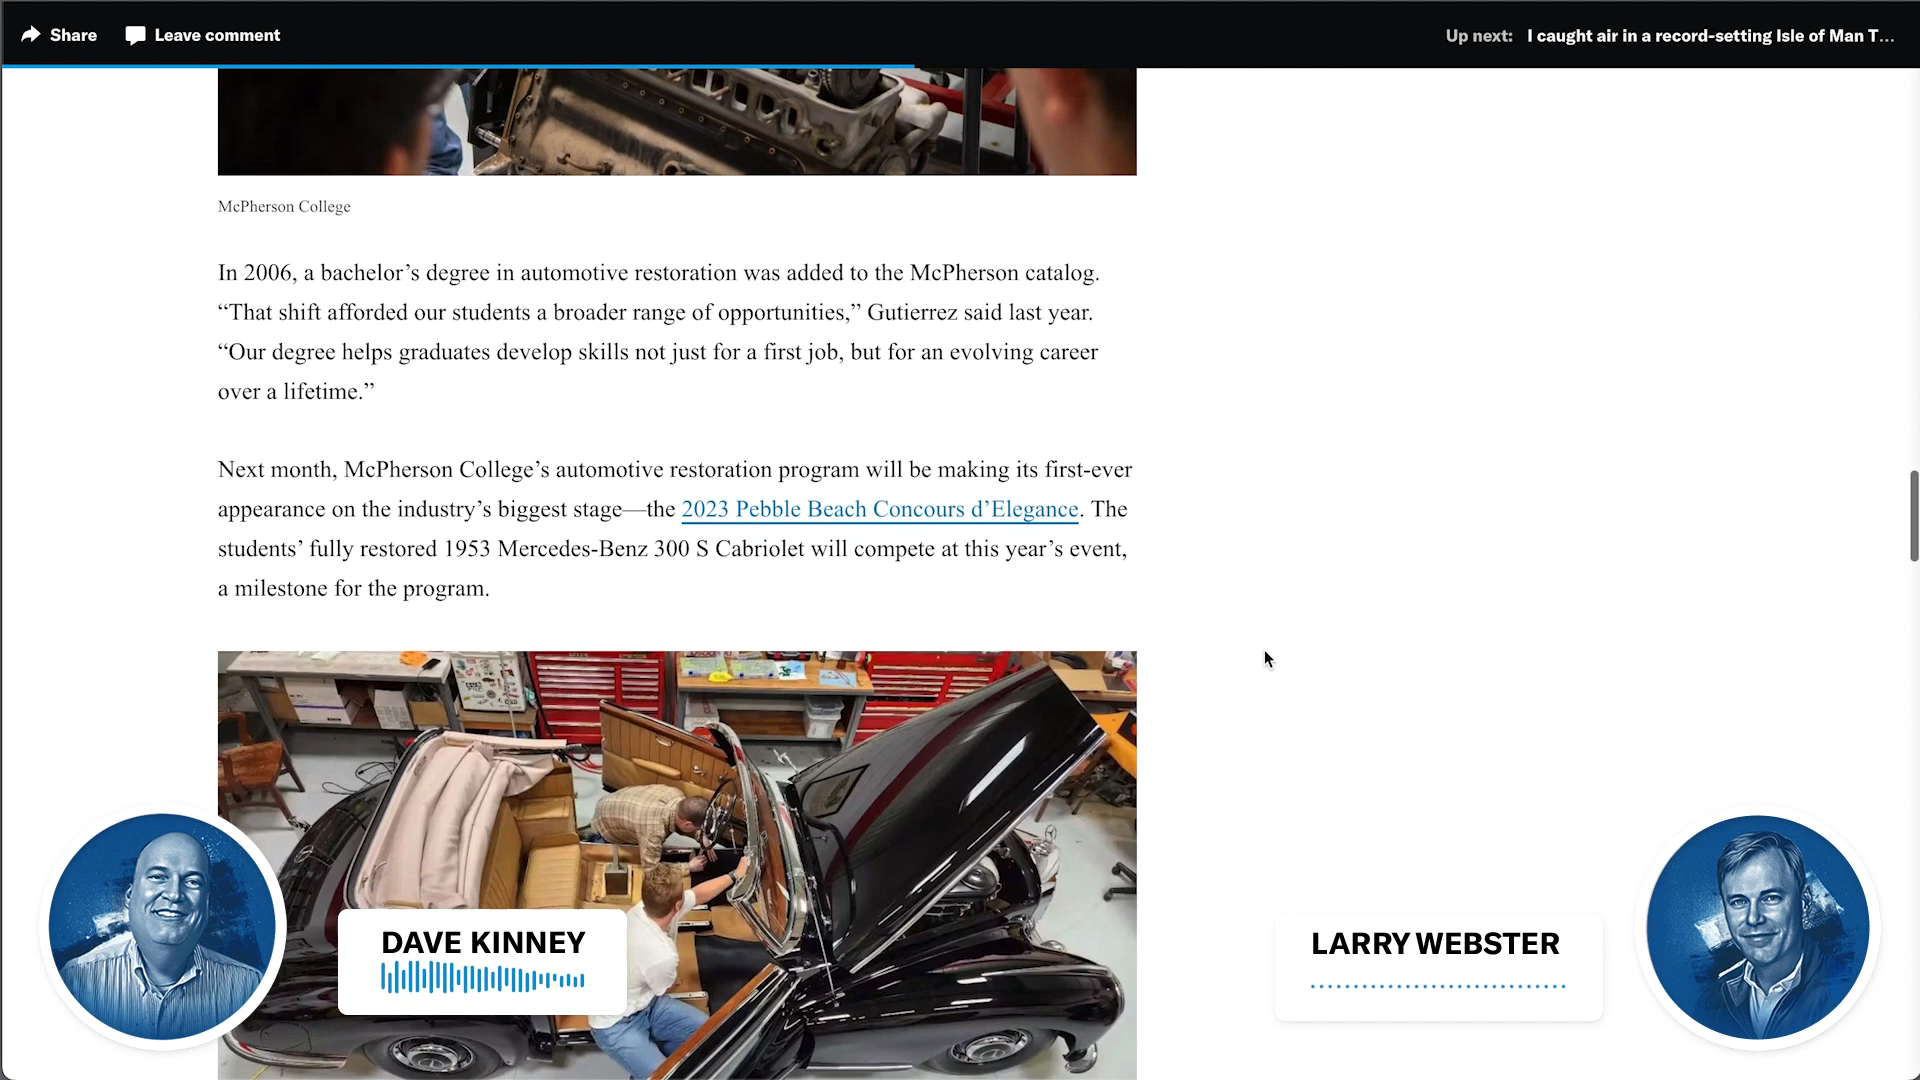 Share
Leave comment
Up next: I caught air in a record-setting Isle of Man T...
McPherson College
In 2006, a bachelor’s degree in automotive restoration was added to the McPherson catalog.
“That shift afforded our students a broader range of opportunities,” Gutierrez said last year.
“Our degree helps graduates develop skills not just for a first job, but for an evolving career
over a lifetime.”
Next month, McPherson College’s automotive restoration program will be making its first-ever
appearance on the industry’s biggest stage—the 2023 Pebble Beach Concours d’Elegance. The
students’ fully restored 1953 Mercedes-Benz 300 S Cabriolet will compete at this year’s event,
a milestone for the program.
DAVE KINNEY
LARRY WEBSTER